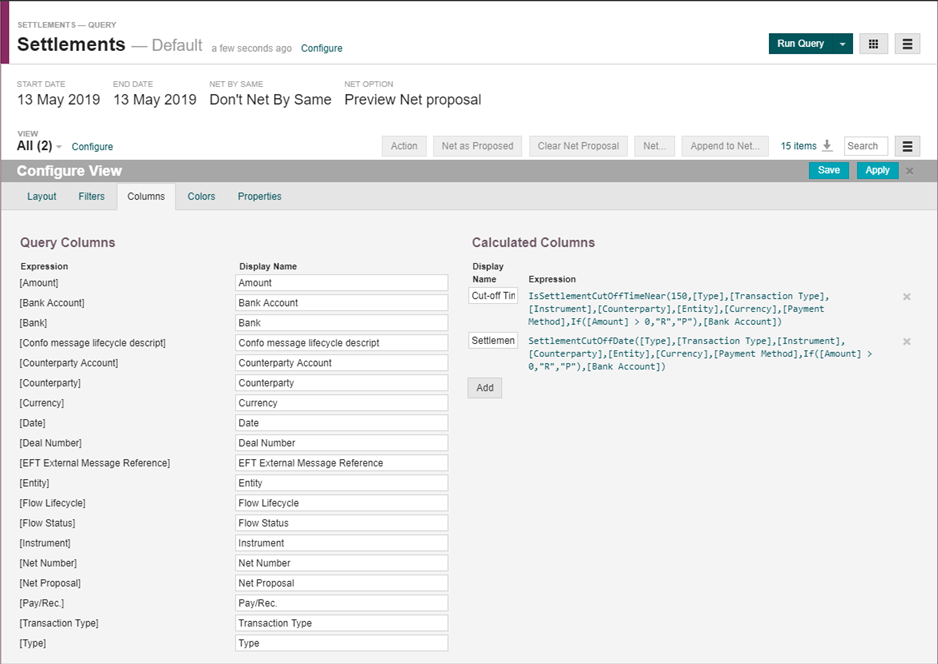 SETTLEMENTS — QUERY
Settlements — Default a few seconds ago Configure
Run Query
START DATE END DATE NET BY SAME NET OPTION
13 May 2019 13 May 2019 Don't Net By Same Preview Net proposal
VIEW
All (2) Configure
Action Net as Proposed Clear Net Proposal Net... Append to Net... 15 items Search
Configure View
Save Apply
Layout Filters Columns Colors Properties
Query Columns
Expression Display Name
[Amount] Amount
[Bank Account] Bank Account
[Bank] Bank
[Confo message lifecycle descript] Confo message lifecycle descript
[Counterparty Account] Counterparty Account
[Counterparty] Counterparty
[Currency] Currency
[Date] Date
[Deal Number] Deal Number
[EFT External Message Reference] EFT External Message Reference
[Entity] Entity
[Flow Lifecycle] Flow Lifecycle
[Flow Status] Flow Status
[Instrument] Instrument
[Net Number] Net Number
[Net Proposal] Net Proposal
[Pay/Rec.] Pay/Rec.
[Transaction Type] Transaction Type
[Type] Type
Calculated Columns
Display
Name Expression
Cut-off Tin IsSettlementCutOffTimeNear(150,[Type],[Transaction Type],
[Instrument],[Counterparty],[Entity],[Currency],[Payment
Method],If([Amount] > 0,"R","P"),[Bank Account])
Settlemen SettlementCutOffDate([Type],[Transaction Type],[Instrument],
[Counterparty],[Entity],[Currency],[Payment Method],If([Amount] >
0,"R","P"),[Bank Account])
Add